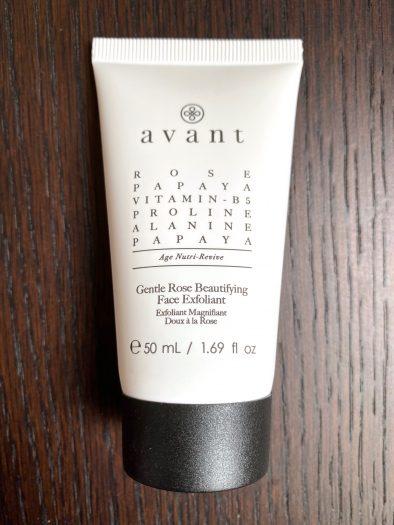 avant
ROSE
PAPAYA
VITAMIN-B5
PROLINE
ALANINE
PAPAYA
Age Nutri-Revive
Gentle Rose Beautifying
Face Exfoliant
Exfoliant Magnifiant
Doux à la Rose
℮ 50 mL / 1.69 fl oz